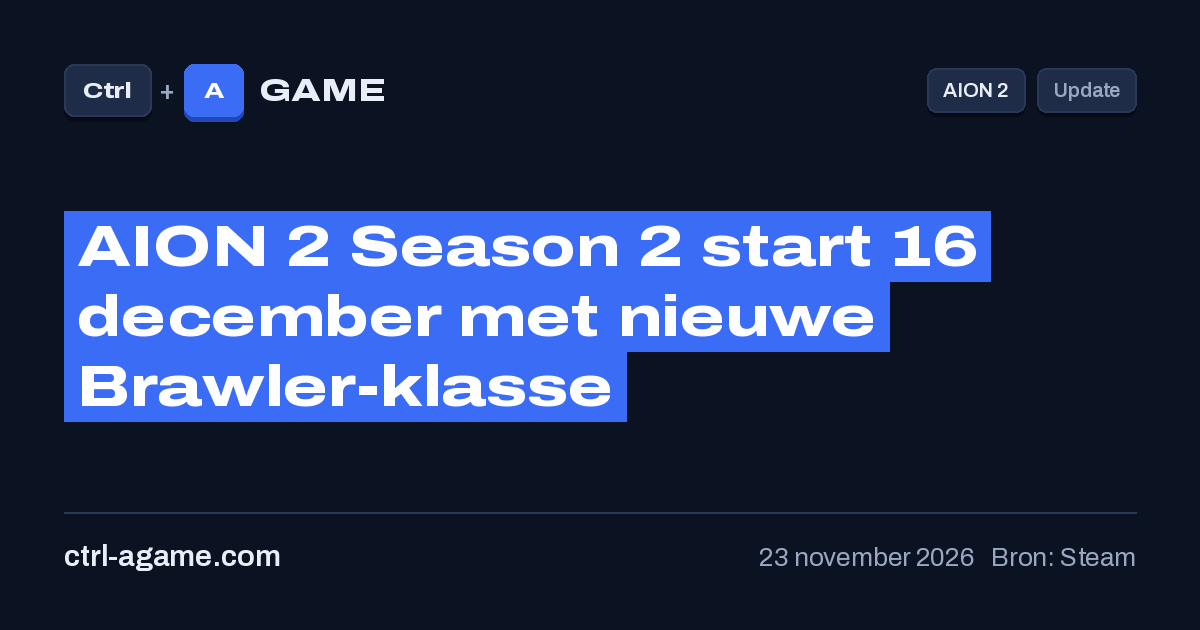 Ctrl + A GAME
AION 2 Update
AION 2 Season 2 start 16
december met nieuwe
Brawler-klasse
ctrl-agame.com
23 november 2026 Bron: Steam